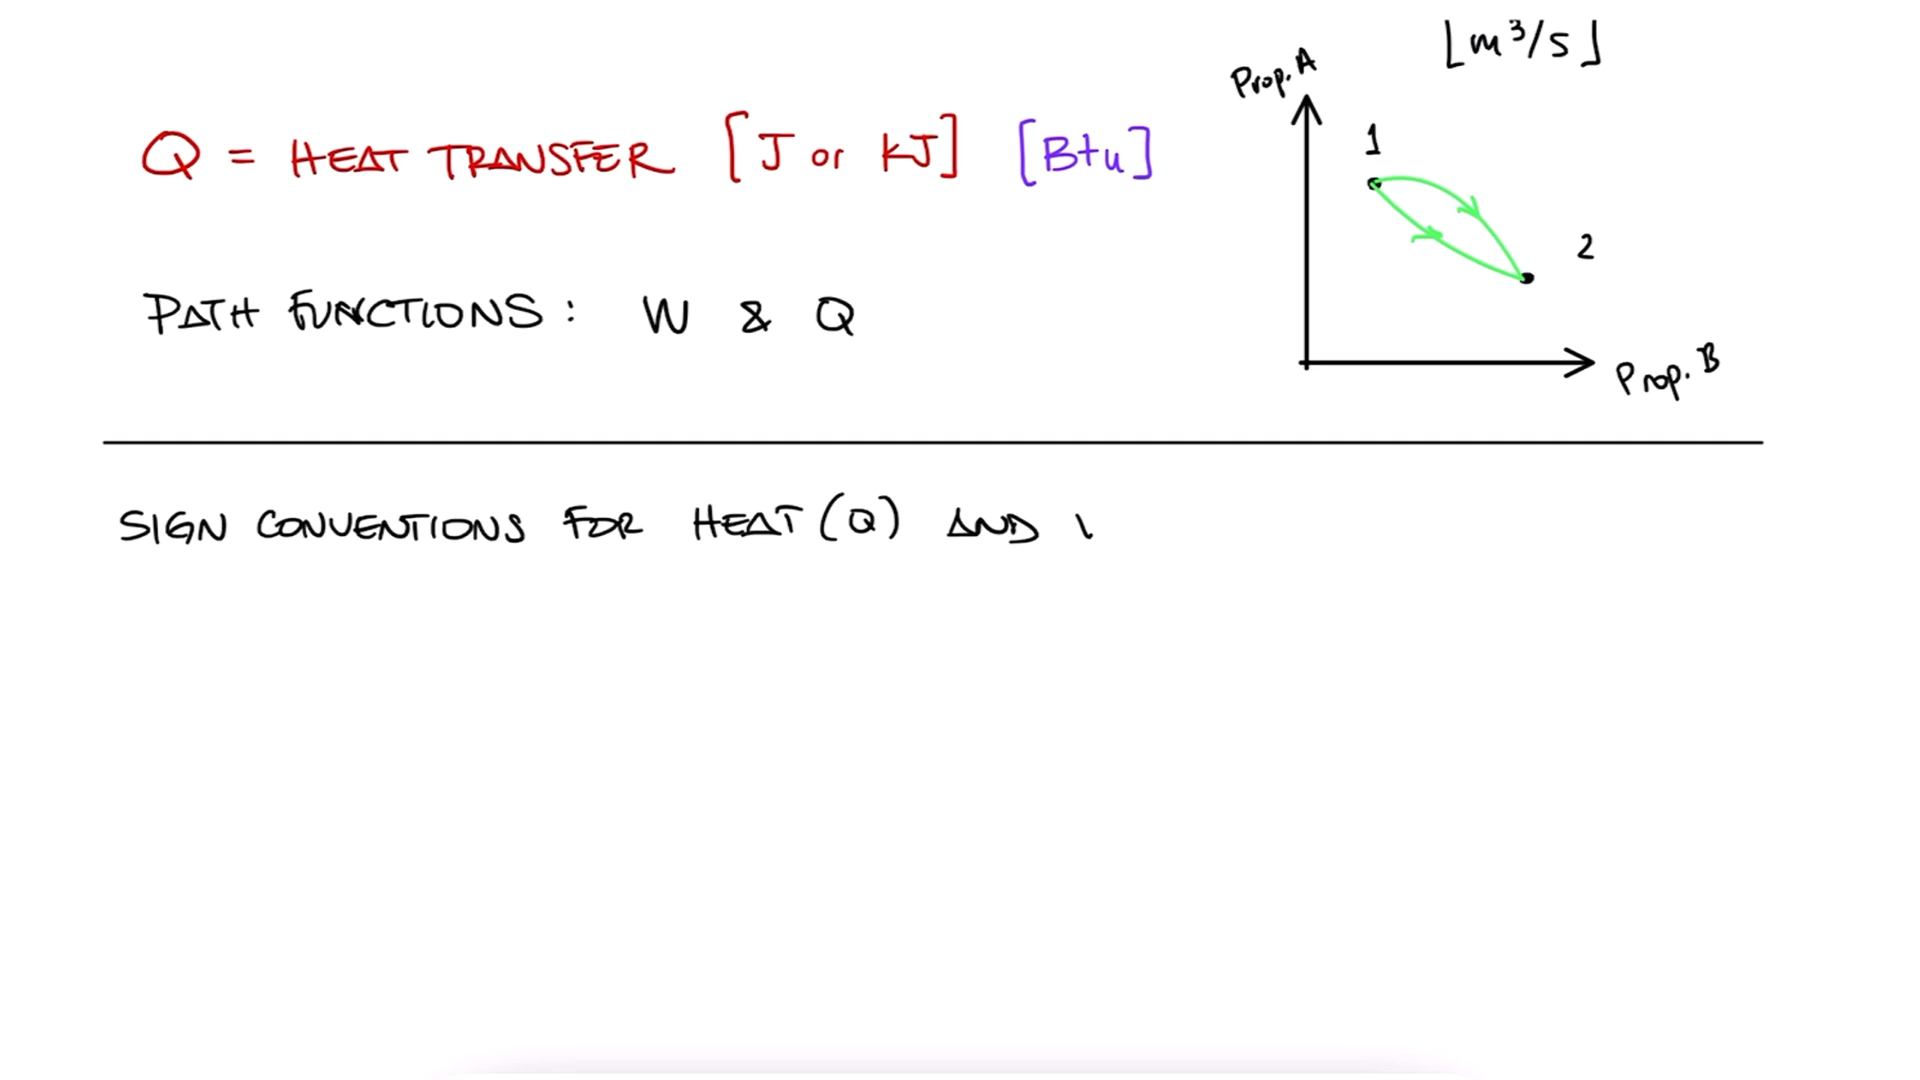 [m³/s]
Prop. A
Q = HEAT TRANSFER [J or kJ] [Btu]
1
2
PATH FUNCTIONS: W & Q
Prop. B
SIGN CONVENTIONS FOR HEAT (Q) AND